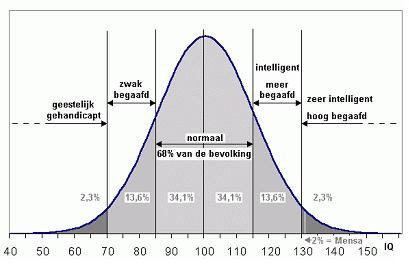 intelligent
zwak
begaafd
meer
begaafd
geestelijk
gehandicapt
zeer intelligent
hoog begaafd
normaal
68% van de bevolking
2,3% 13,6% 34,1% 34,1% 13,6% 2,3%
40 50 60 70 80 90 100 110 120 130 140 150 IQ
2% = Mensa